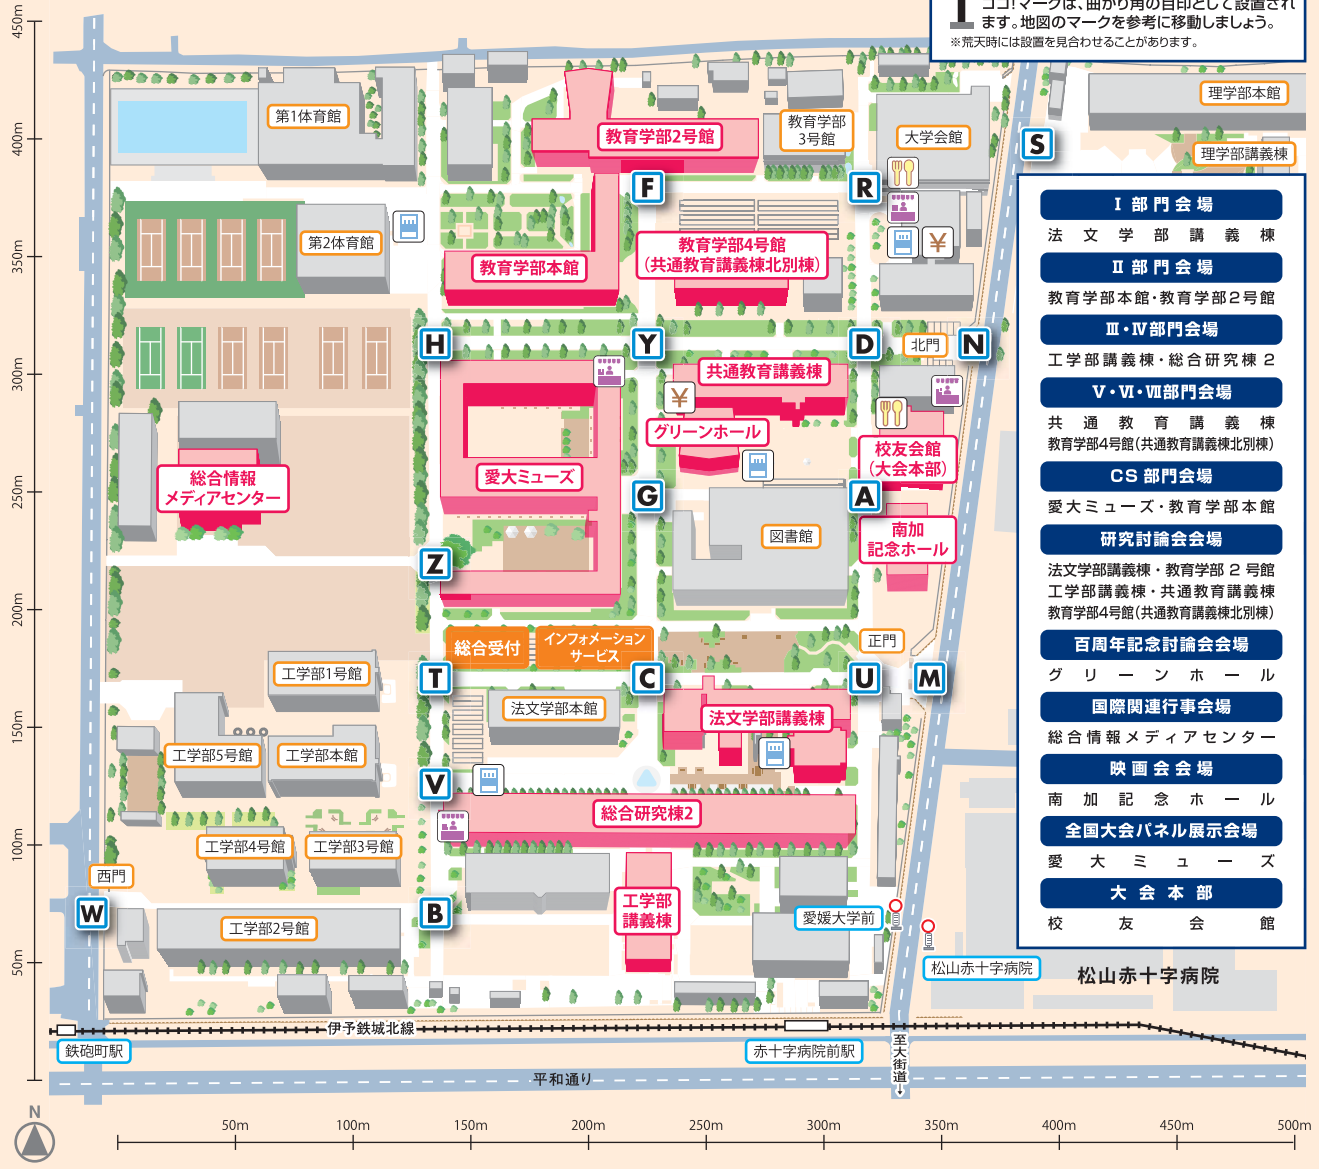 ココ!マークは、曲がり角の目印として設置され
ます。地図のマークを参考に移動しましょう。
※荒天時には設置を見合わせることがあります。
450m
400m
350m
300m
250m
200m
150m
100m
50m
第1体育館
教育学部2号館
教育学部
3号館
大学会館
理学部本館
理学部講義棟
S
F
R
第2体育館
教育学部本館
教育学部4号館
(共通教育講義棟北別棟)
¥
H
Y
D
北門
N
共通教育講義棟
¥
グリーンホール
校友会館
(大会本部)
総合情報
メディアセンター
愛大ミューズ
G
A
図書館
南加
記念ホール
Z
総合受付
インフォメーション
サービス
正門
T
C
U
M
工学部1号館
法文学部本館
法文学部講義棟
工学部5号館
工学部本館
V
総合研究棟2
工学部4号館
工学部3号館
西門
W
B
工学部2号館
工学部
講義棟
愛媛大学前
松山赤十字病院
松山赤十字病院
伊予鉄城北線
鉄砲町駅
赤十字病院前駅
至大街道
平和通り
N
50m
100m
150m
200m
250m
300m
350m
400m
450m
500m
Ⅰ部門会場
法文学部講義棟
Ⅱ部門会場
教育学部本館・教育学部2号館
Ⅲ・Ⅳ部門会場
工学部講義棟・総合研究棟2
Ⅴ・Ⅵ・Ⅶ部門会場
共通教育講義棟
教育学部4号館(共通教育講義棟北別棟)
CS部門会場
愛大ミューズ・教育学部本館
研究討論会会場
法文学部講義棟・教育学部2号館
工学部講義棟・共通教育講義棟
教育学部4号館(共通教育講義棟北別棟)
百周年記念討論会会場
グリーンホール
国際関連行事会場
総合情報メディアセンター
映画会会場
南加記念ホール
全国大会パネル展示会場
愛大ミューズ
大会本部
校友会館